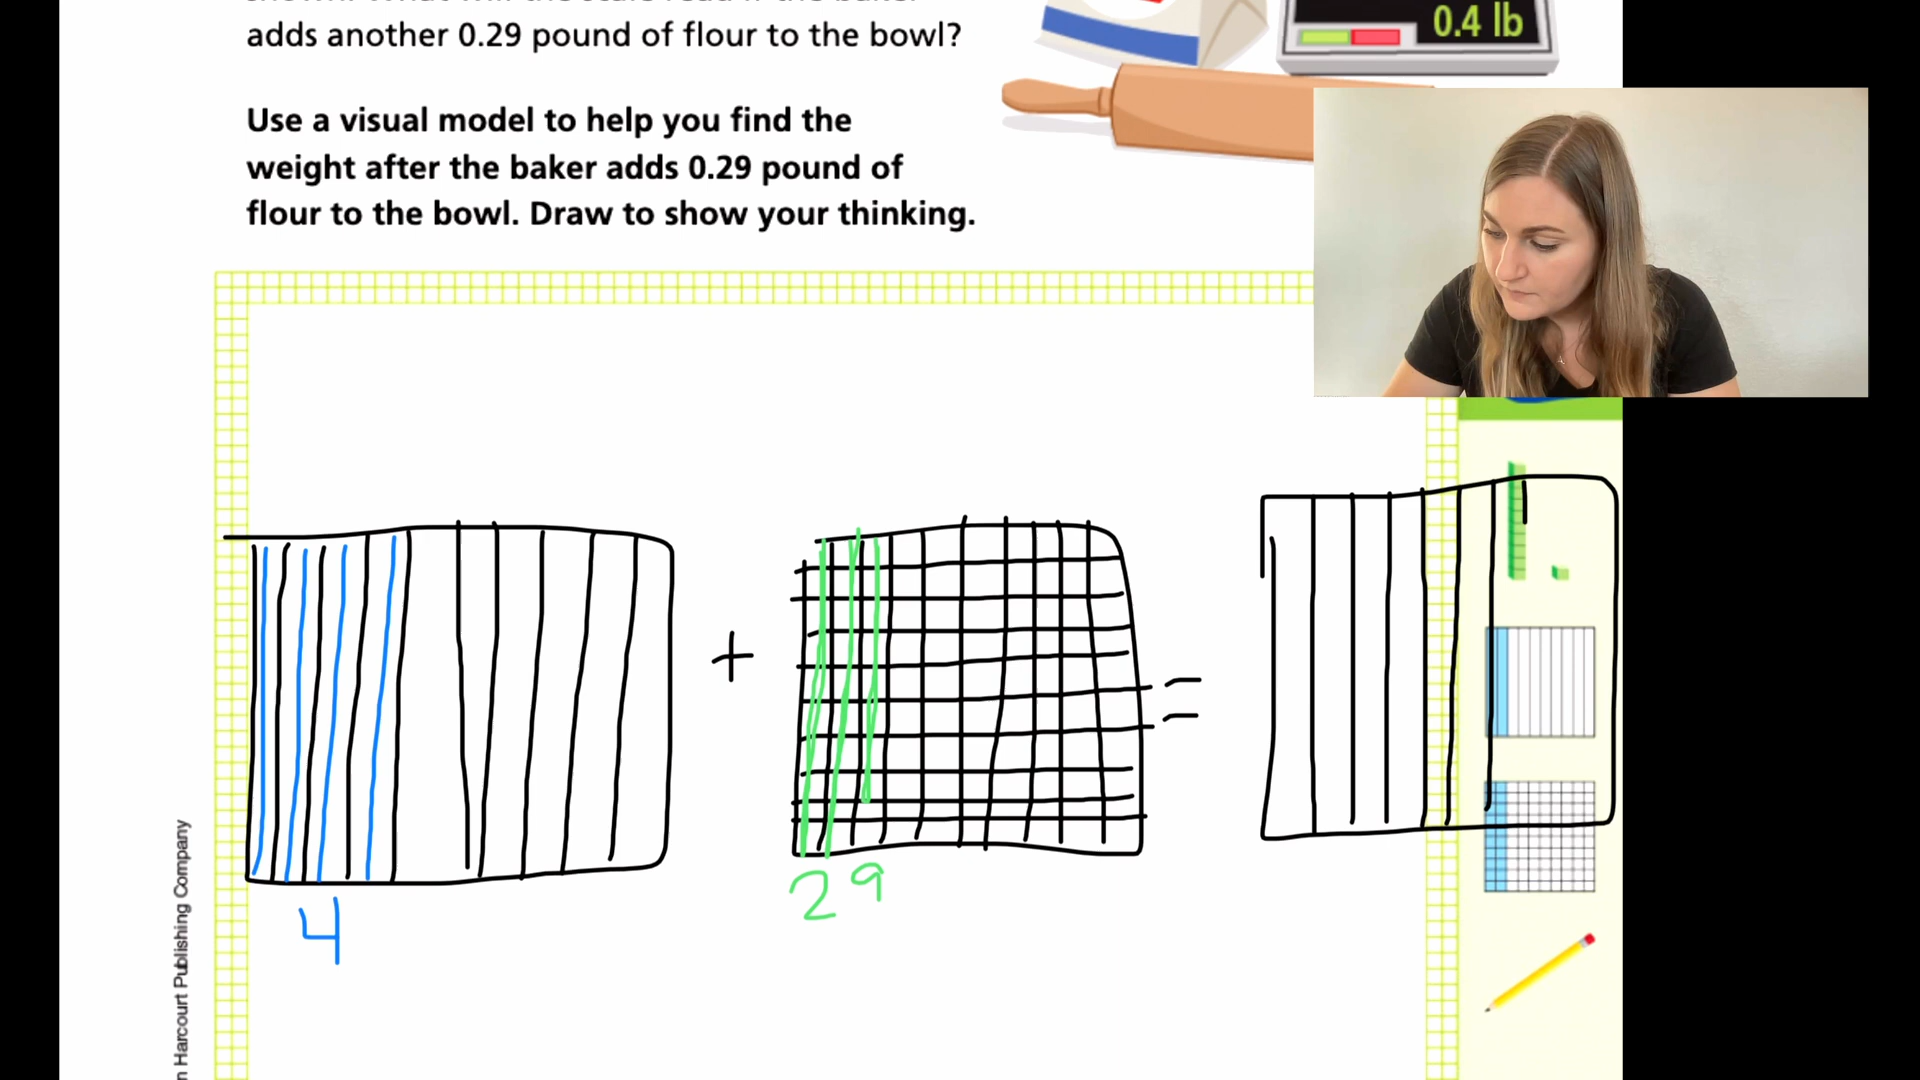 adds another 0.29 pound of flour to the bowl?
0.4 lb
Use a visual model to help you find the
weight after the baker adds 0.29 pound of
flour to the bowl. Draw to show your thinking.
+
=
4
29
n Harcourt Publishing Company